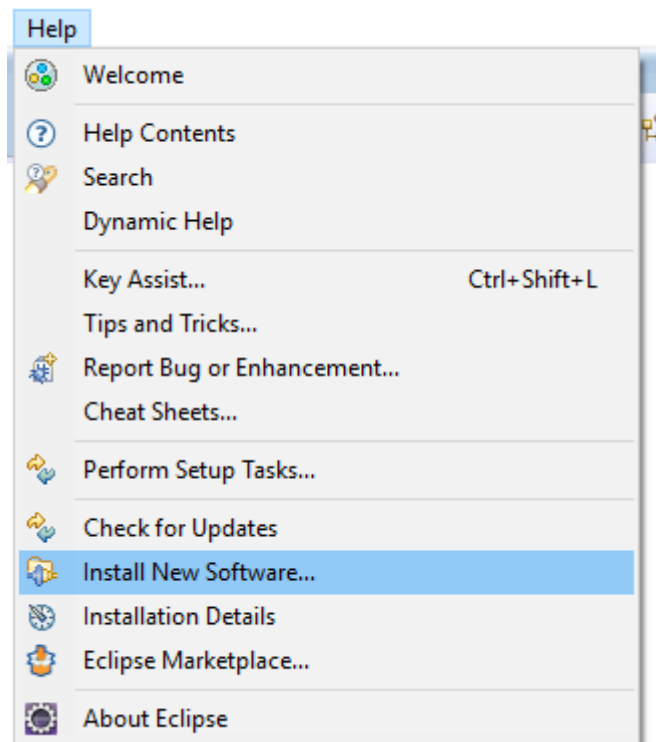 Help
Welcome
Help Contents
Search
Dynamic Help
Key Assist... Ctrl+Shift+L
Tips and Tricks...
Report Bug or Enhancement...
Cheat Sheets...
Perform Setup Tasks...
Check for Updates
Install New Software...
Installation Details
Eclipse Marketplace...
About Eclipse